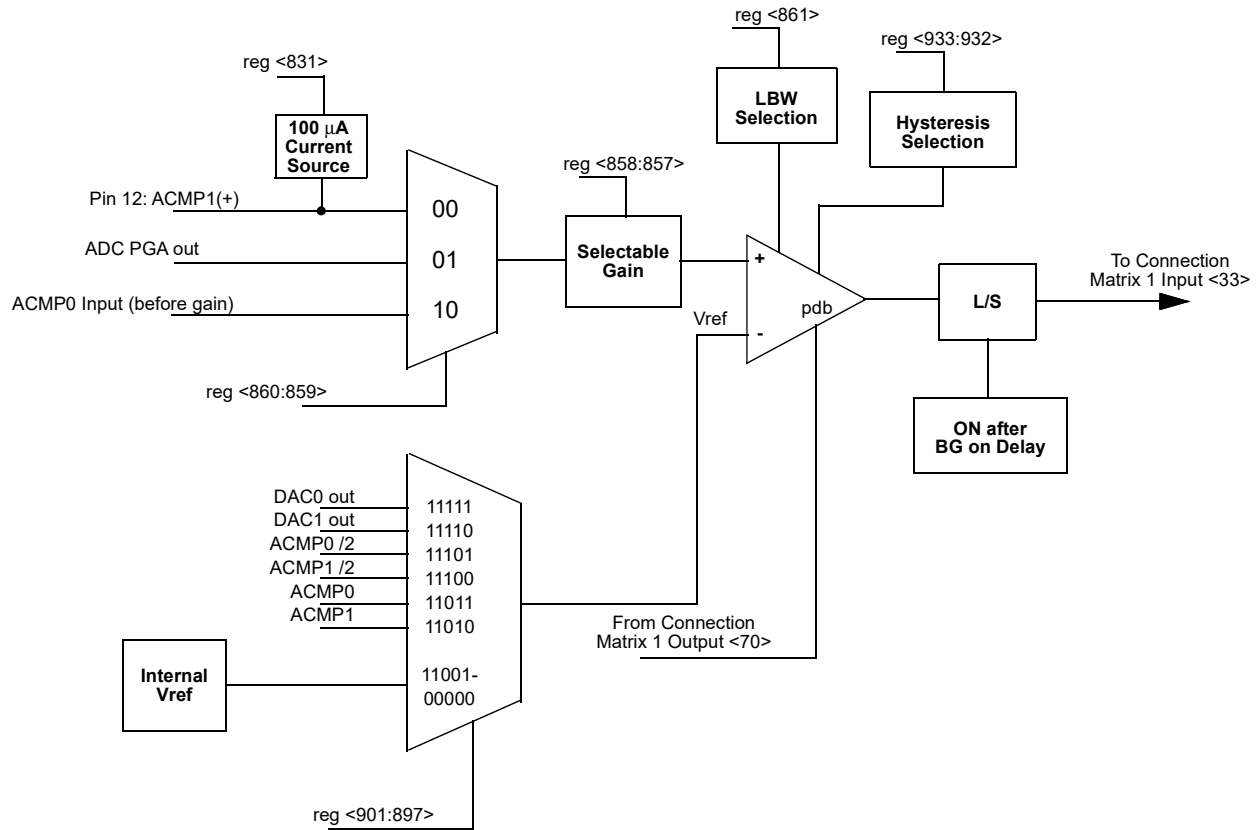 reg <861>
reg <933:932>
reg <831>
LBW
Selection
Hysteresis
Selection
100 μA
Current
Source
reg <858:857>
Pin 12: ACMP1(+)
00
ADC PGA out
01
Selectable
Gain
+
To Connection
Matrix 1 Input <33>
ACMP0 Input (before gain)
10
L/S
pdb
Vref
-
reg <860:859>
ON after
BG on Delay
DAC0 out
11111
DAC1 out
11110
ACMP0 /2
11101
ACMP1 /2
11100
ACMP0
11011
ACMP1
11010
From Connection
Matrix 1 Output <70>
Internal
Vref
11001-
00000
reg <901:897>